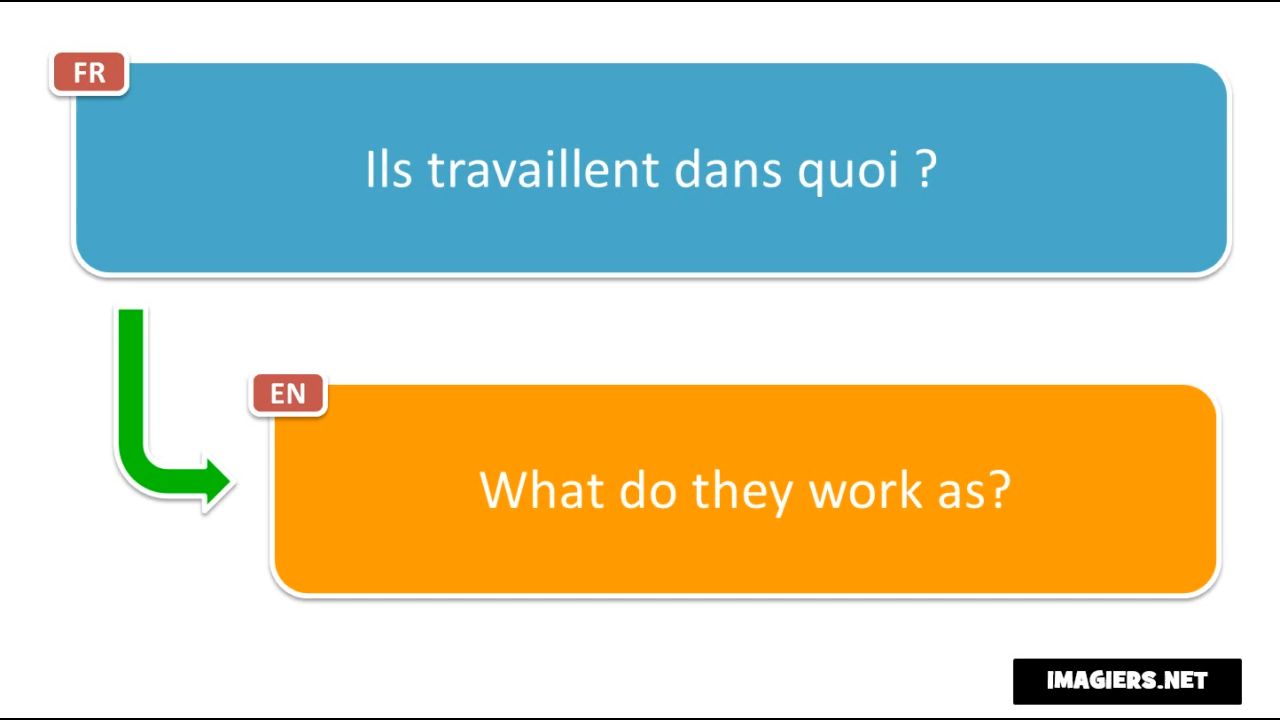 FR
Ils travaillent dans quoi ?
EN
What do they work as?
IMAGIERS.NET